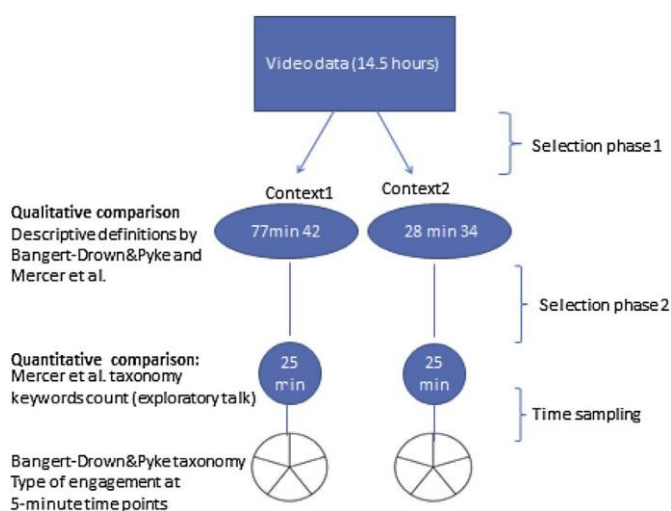 Video data (14.5 hours)
Selection phase 1
Context1
Context2
Qualitative comparison
Descriptive definitions by
Bangert-Drown&Pyke and
Mercer et al.
77min 42
28 min 34
Selection phase 2
Quantitative comparison:
Mercer et al. taxonomy
keywords count (exploratory talk)
25
min
25
min
Time sampling
Bangert-Drown&Pyke taxonomy
Type of engagement at
5-minute time points